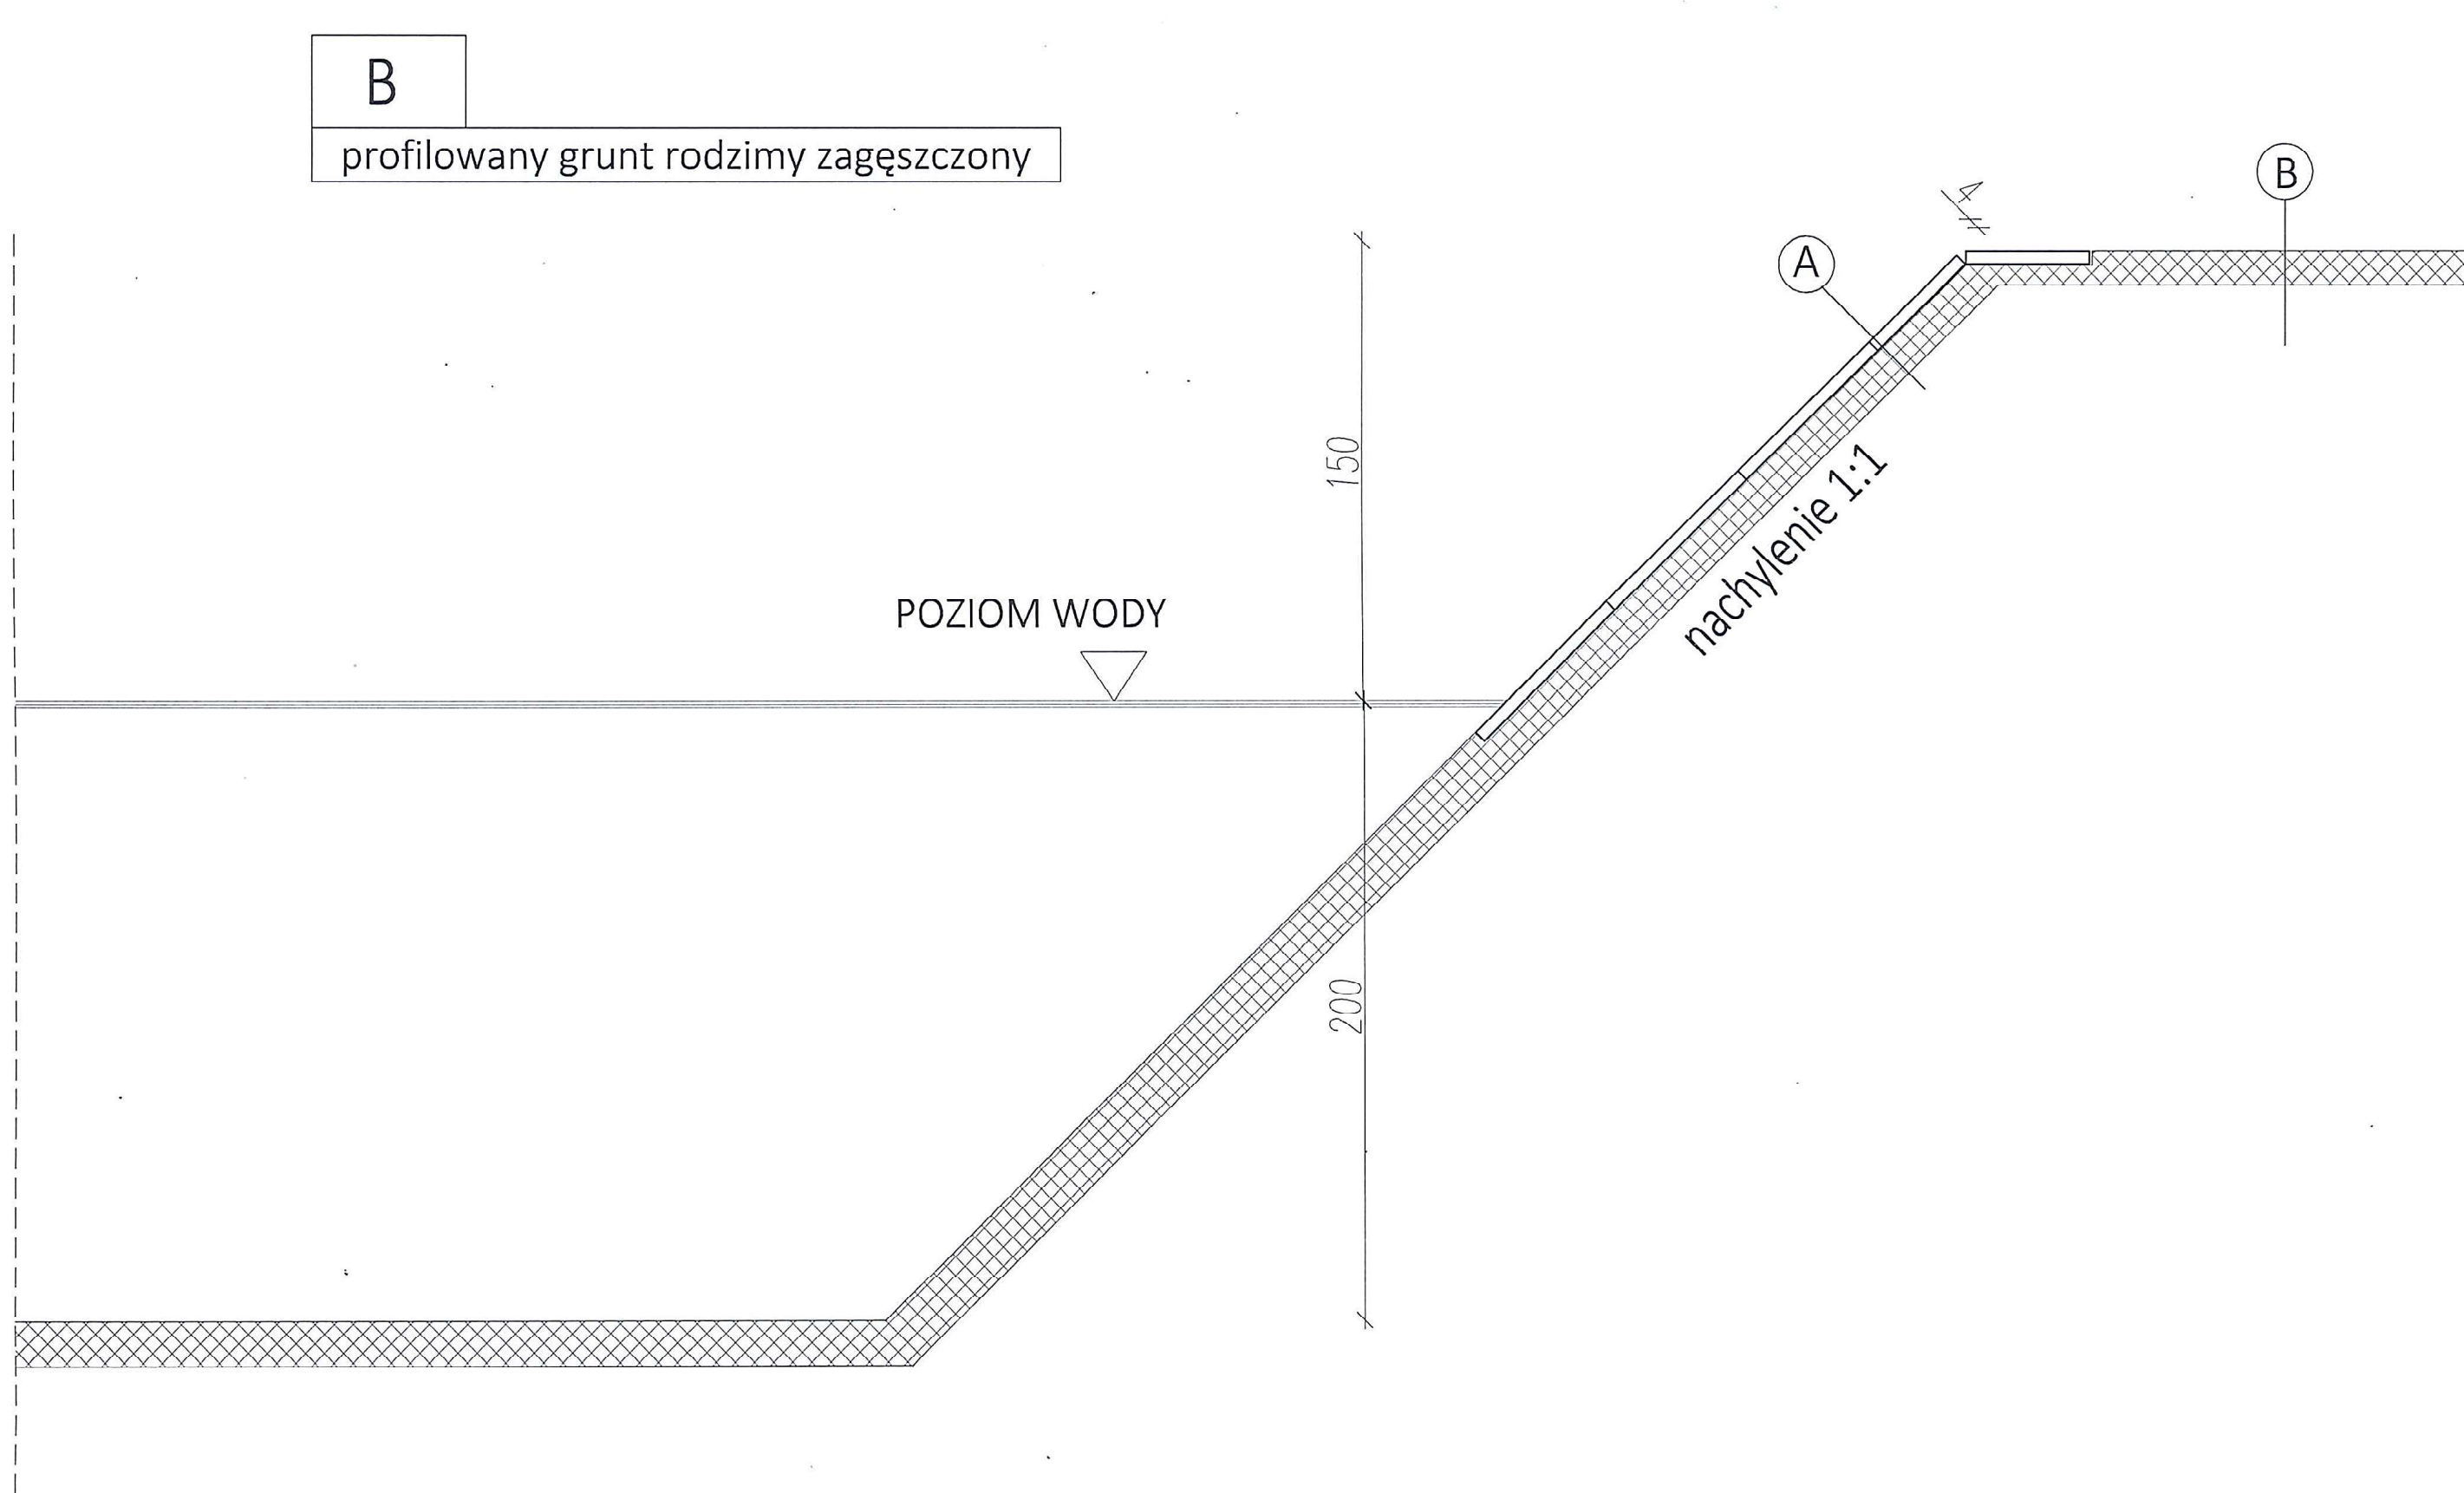 B
profilowany grunt rodzimy zagęszczony
4
B
A
150
nachylenie 1:1
POZIOM WODY
200